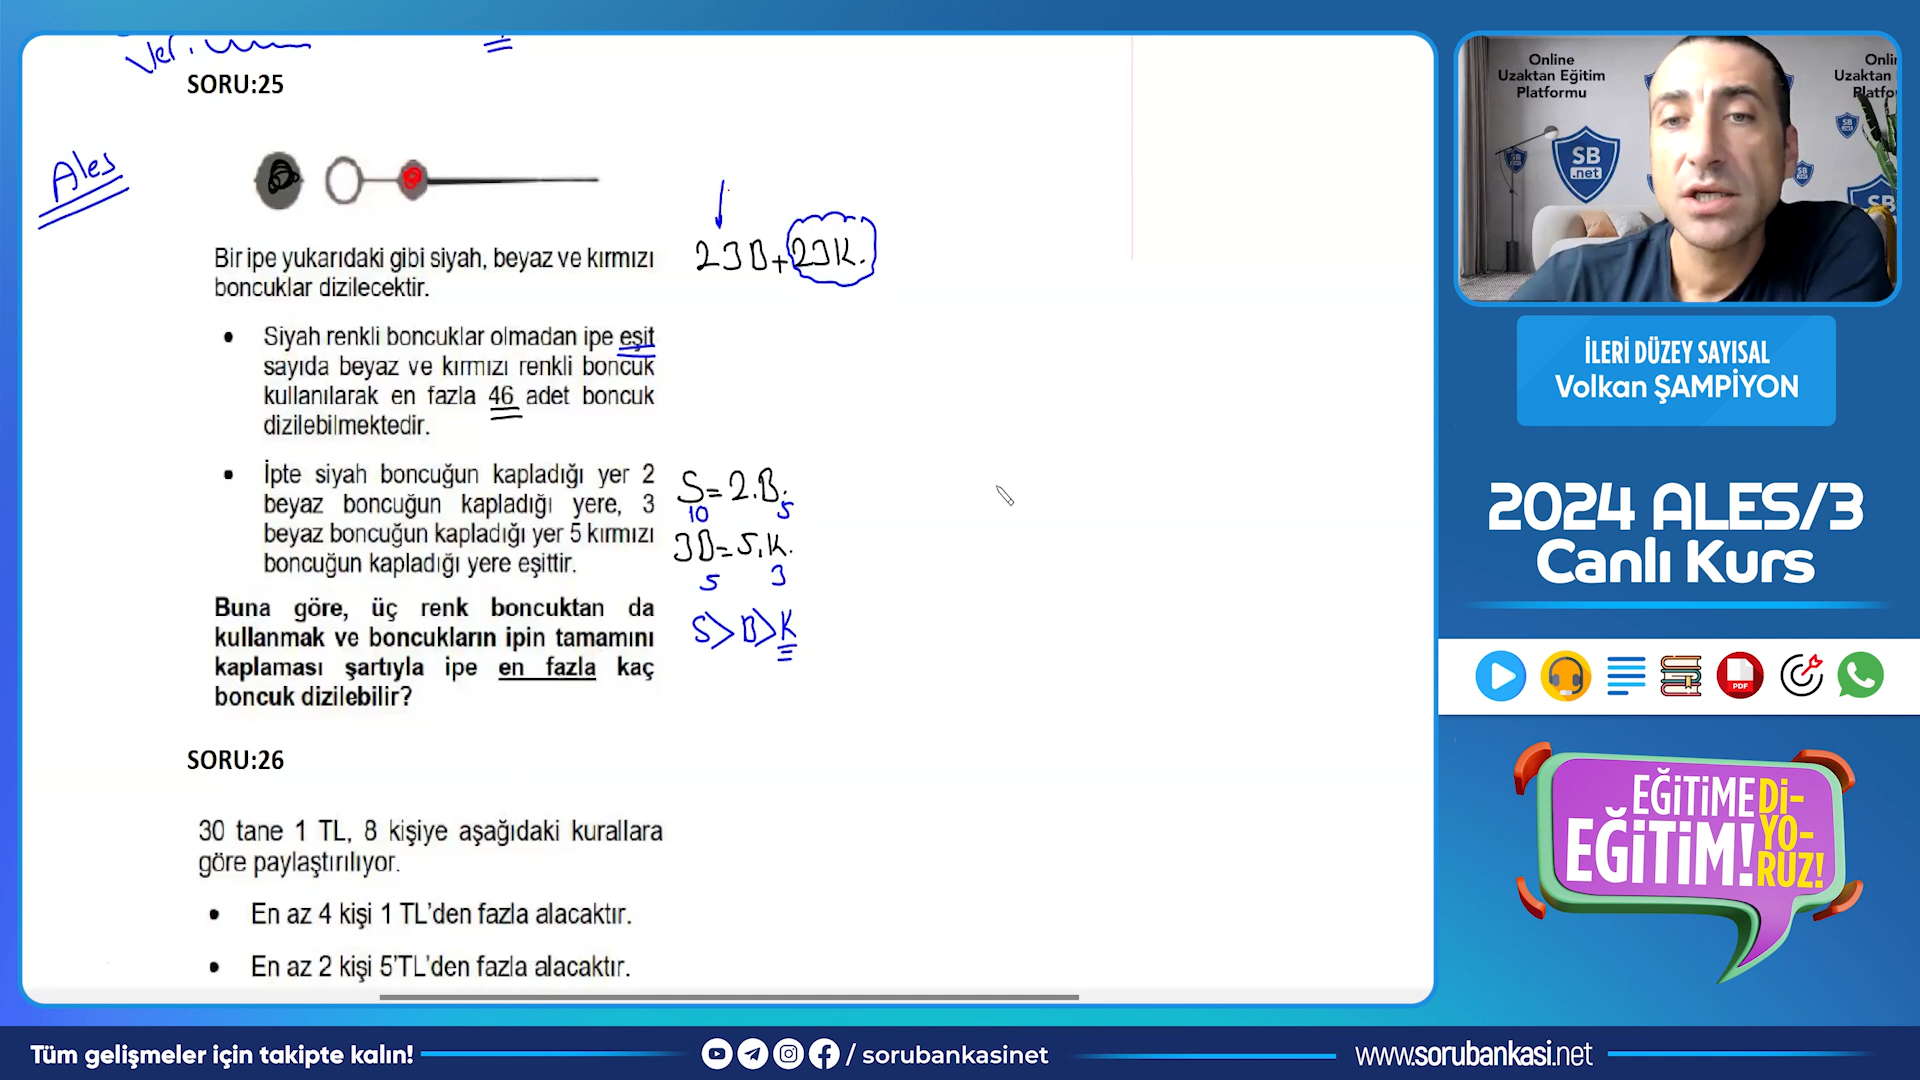 Ver.
SORU:25
Ales
Bir ipe yukarıdaki gibi siyah, beyaz ve kırmızı
boncuklar dizilecektir.
23B+23K.
• Siyah renkli boncuklar olmadan ipe eşit
sayıda beyaz ve kırmızı renkli boncuk
kullanılarak en fazla 46 adet boncuk
dizilebilmektedir.
• İpte siyah boncuğun kapladığı yer 2
beyaz boncuğun kapladığı yere, 3
beyaz boncuğun kapladığı yer 5 kırmızı
boncuğun kapladığı yere eşittir.
S=2.B.
10 5
3B=5.K.
5 3
S>B>K
Buna göre, üç renk boncuktan da
kullanmak ve boncukların ipin tamamını
kaplaması şartıyla ipe en fazla kaç
boncuk dizilebilir?
SORU:26
30 tane 1 TL, 8 kişiye aşağıdaki kurallara
göre paylaştırılıyor.
• En az 4 kişi 1 TL'den fazla alacaktır.
• En az 2 kişi 5'TL'den fazla alacaktır.
Online
Uzaktan Eğitim
Platformu
SB
.net
Onli
Uzaktan
Platfo
SB
İLERİ DÜZEY SAYISAL
Volkan ŞAMPİYON
2024 ALES/3
Canlı Kurs
PDF
EĞİTİME
EĞİTİM!
Dİ-
YO-
RUZ!
Tüm gelişmeler için takipte kalın!
/ sorubankasinet
www.sorubankasi.net